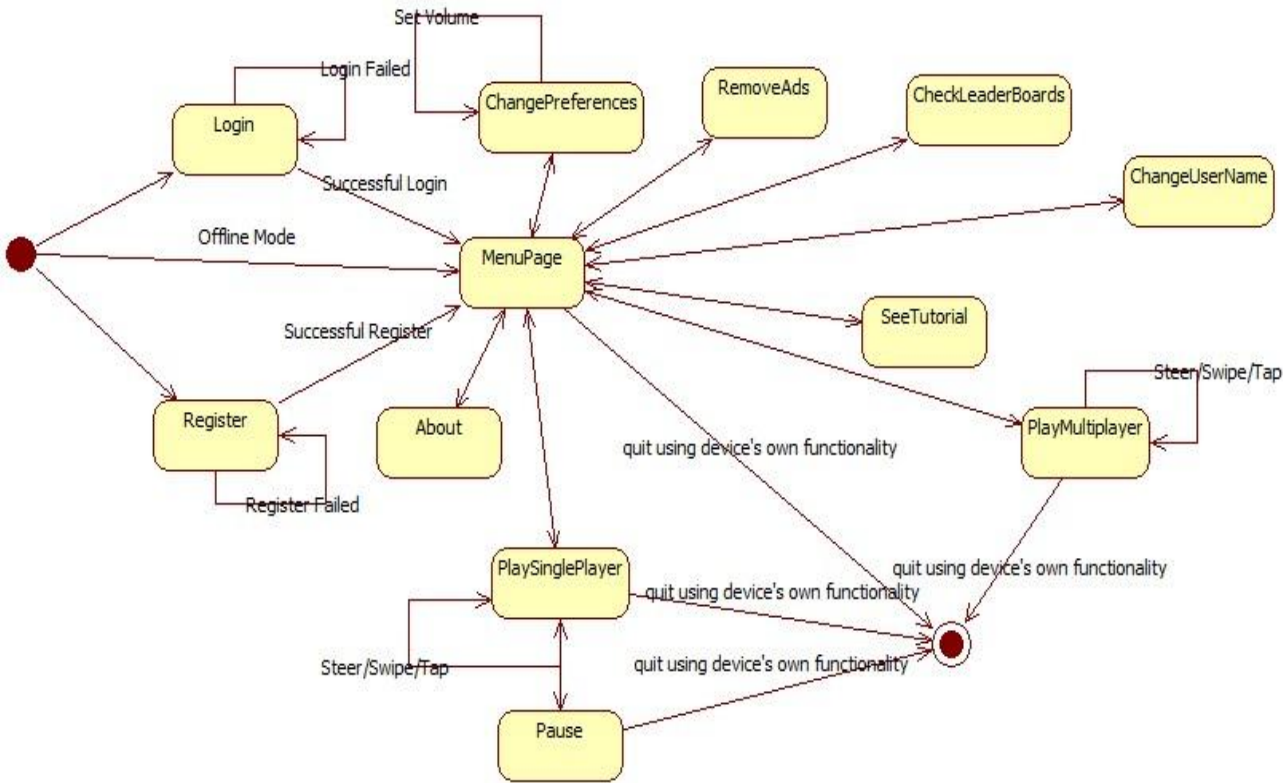 Set Volume
Login Failed
ChangePreferences
RemoveAds
CheckLeaderBoards
Login
ChangeUserName
Successful Login
Offline Mode
MenuPage
SeeTutorial
Successful Register
Steer/Swipe/Tap
Register
About
PlayMultiplayer
quit using device's own functionality
Register Failed
PlaySinglePlayer
quit using device's own functionality
quit using device's own functionality
Steer/Swipe/Tap
quit using device's own functionality
Pause